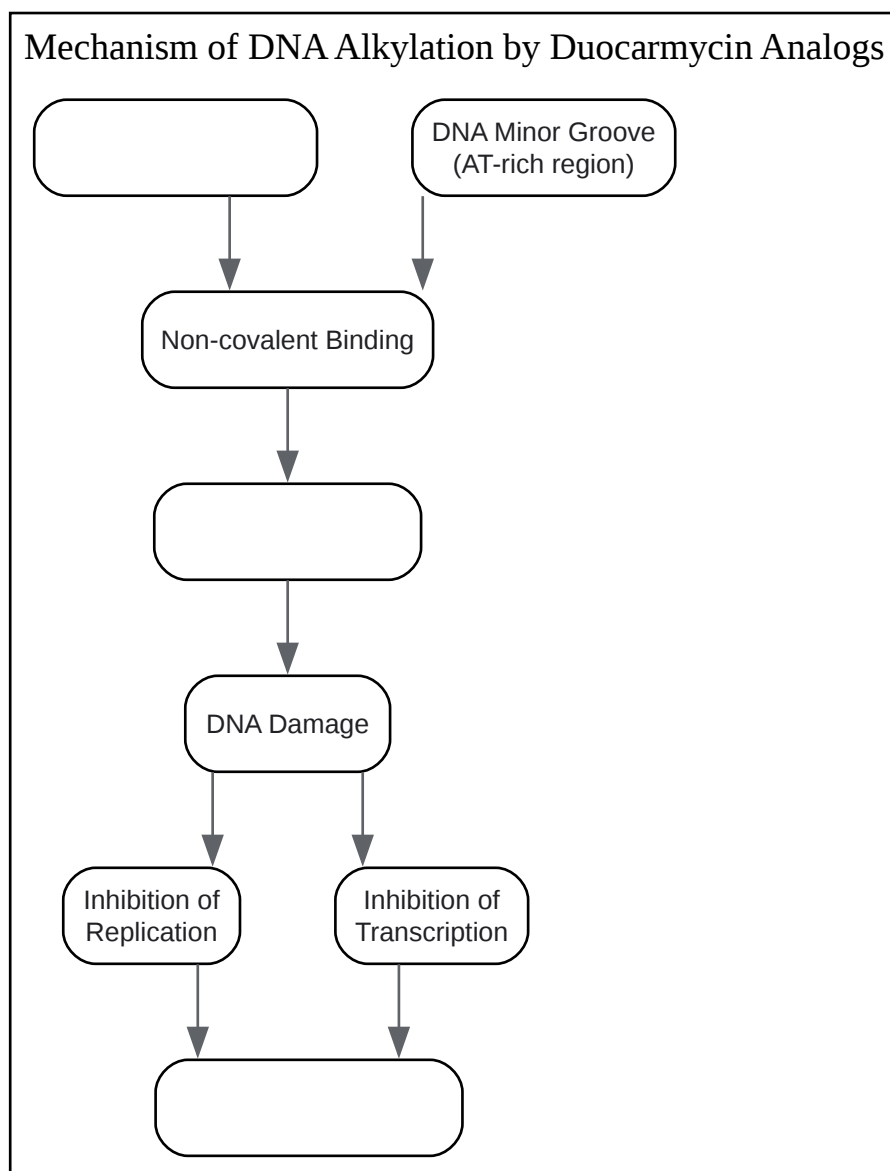 Mechanism of DNA Alkylation by Duocarmycin Analogs
DNA Minor Groove
(AT-rich region)
Non-covalent Binding
DNA Damage
Inhibition of
Replication
Inhibition of
Transcription